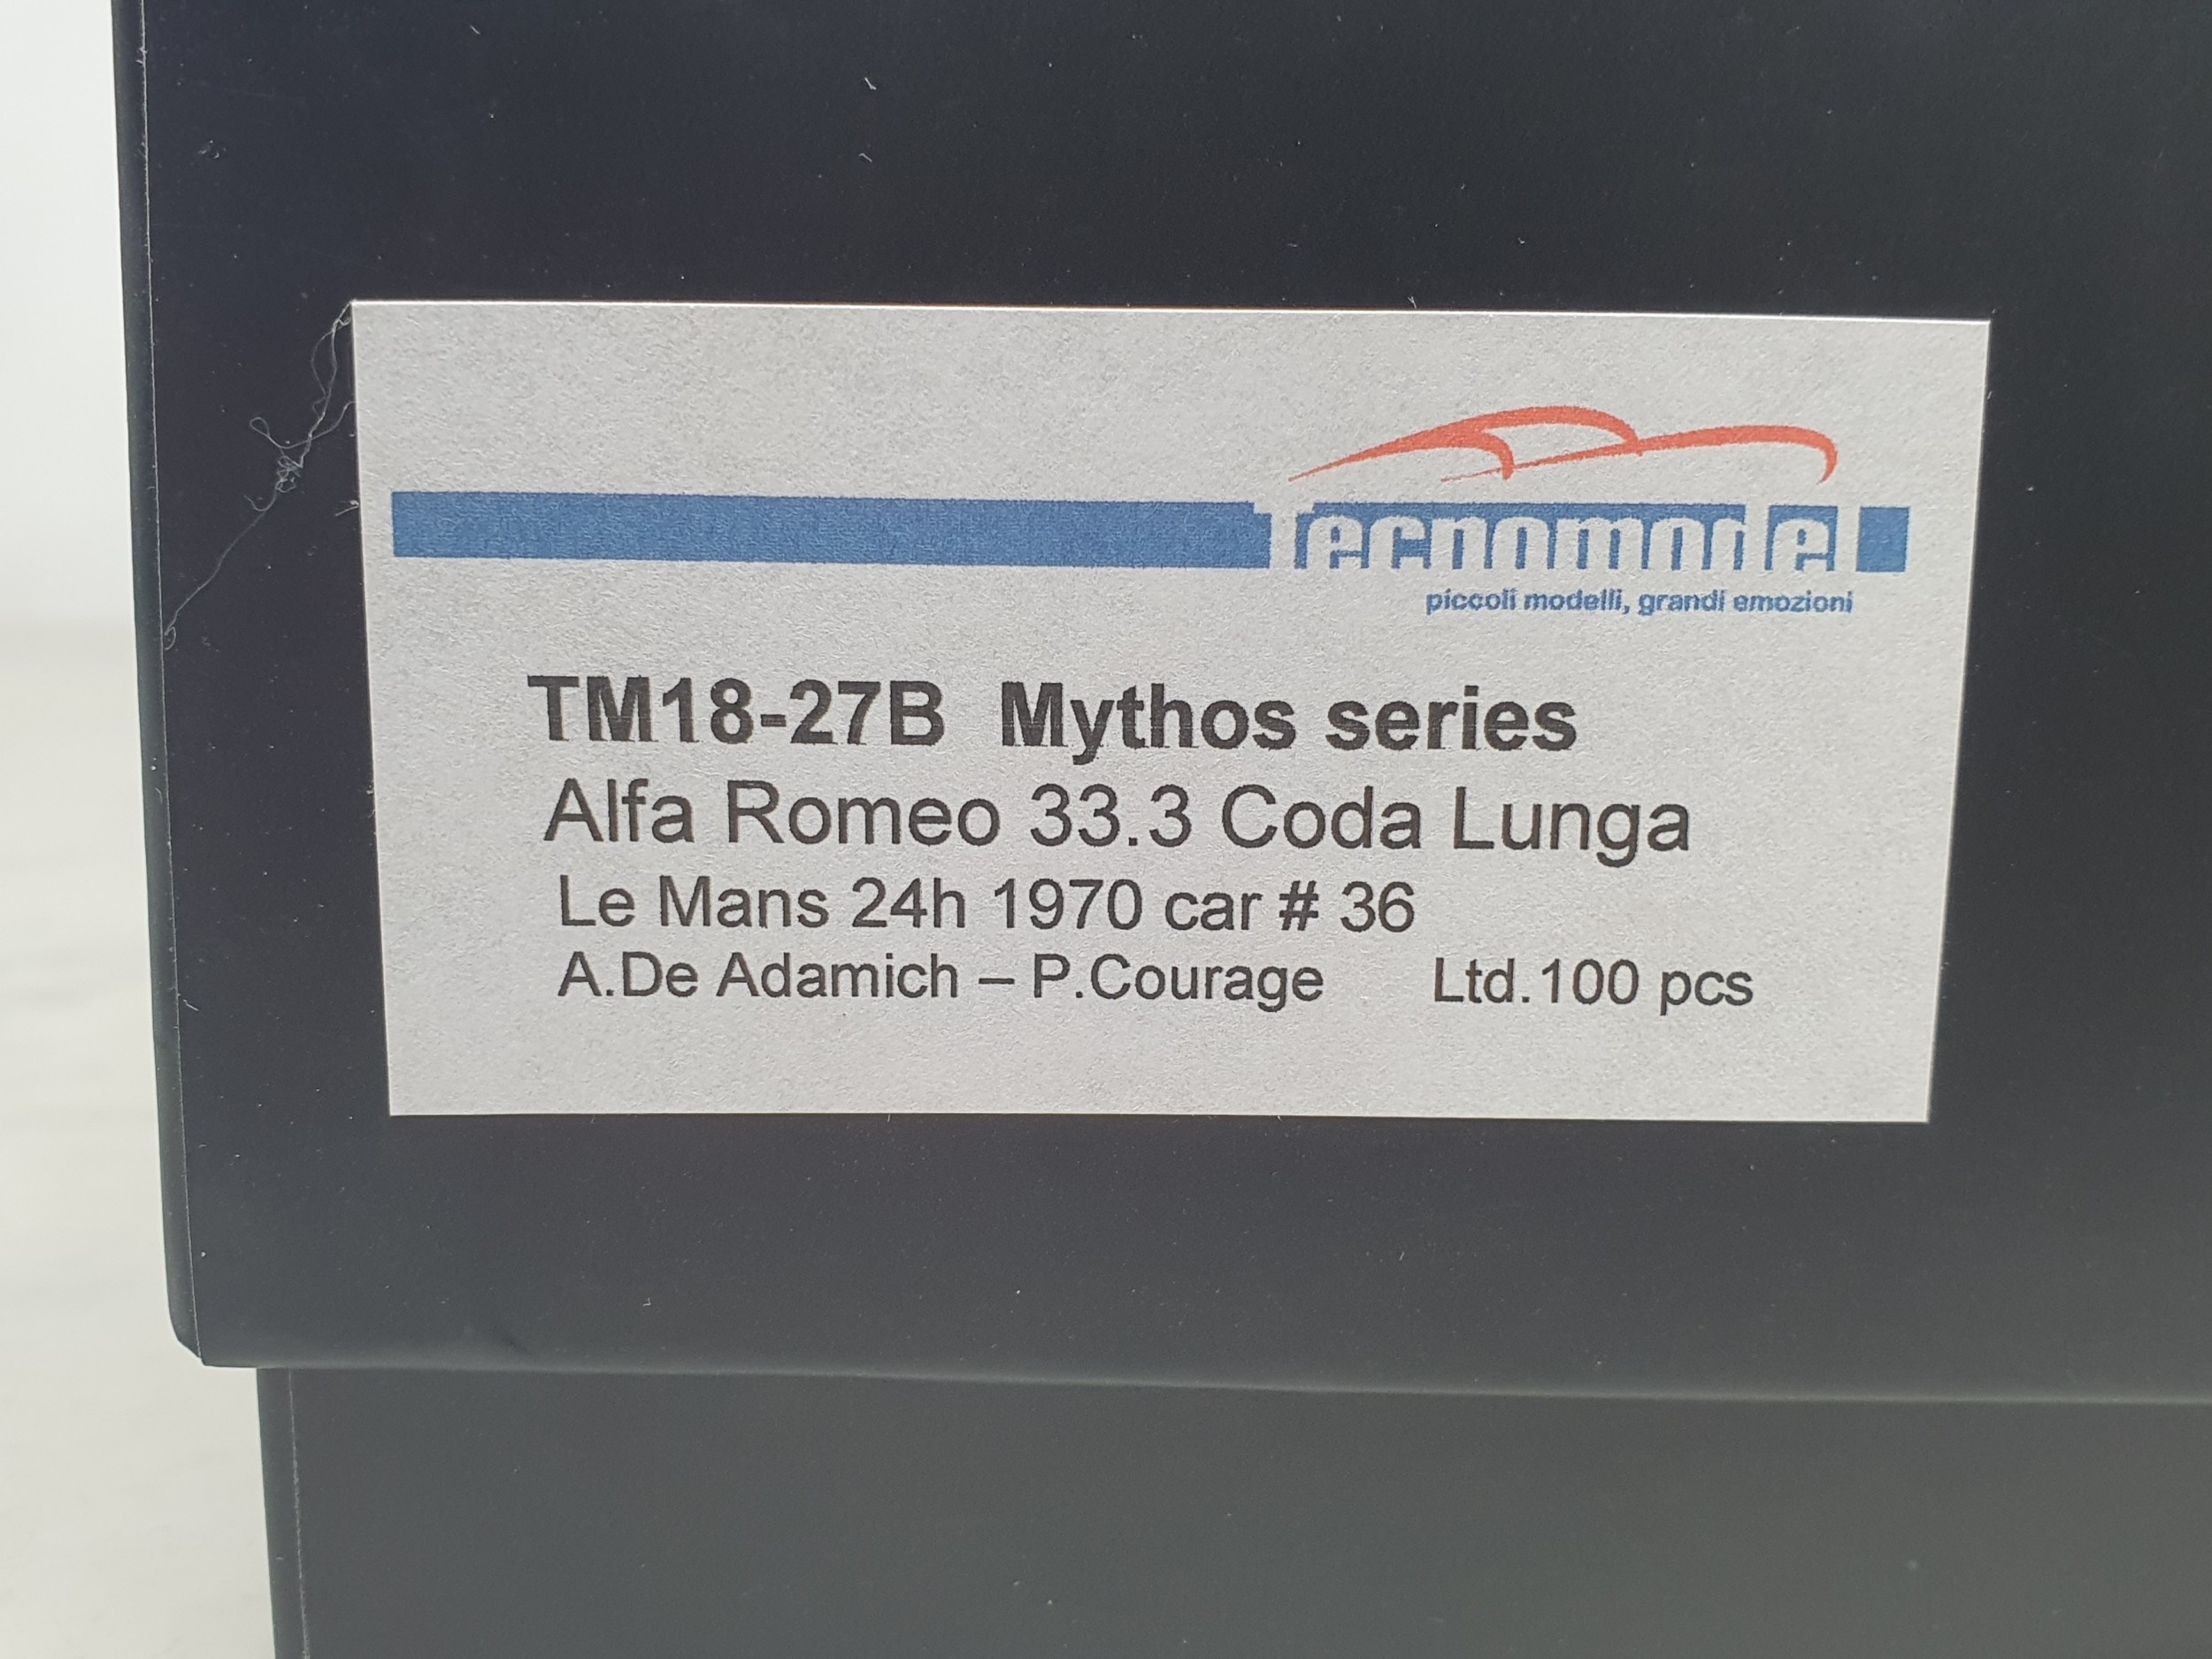 Tecnomodel
piccoli modelli, grandi emozioni
TM18-27B Mythos series
Alfa Romeo 33.3 Coda Lunga
Le Mans 24h 1970 car # 36
A.De Adamich – P.Courage Ltd.100 pcs